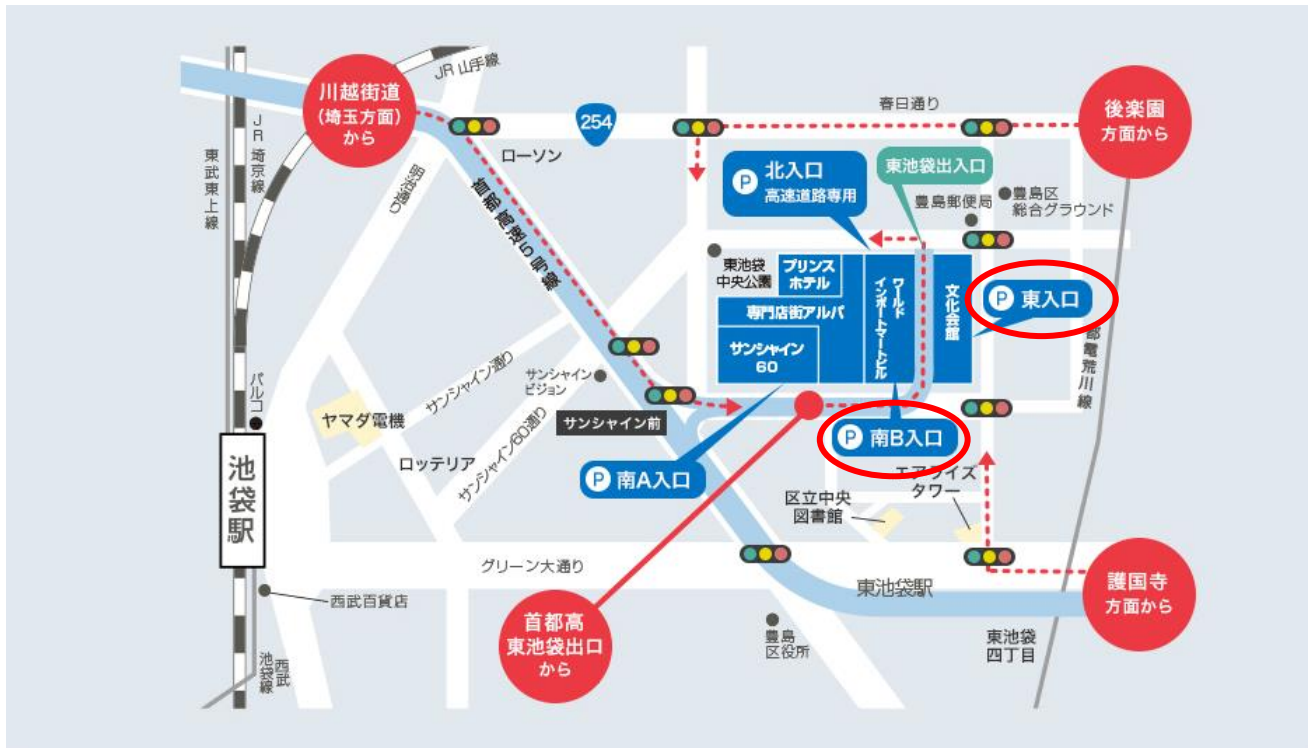 川越街道
(埼玉方面)
から
JR 山手線
254
春日通り
後楽園
方面から
JR 埼京線
東武東上線
ローソン
明治通り
首都高速5号線
P 北入口
高速道路専用
東池袋出入口
豊島郵便局
豊島区
総合グラウンド
東池袋
中央公園
プリンス
ホテル
専門店街アルパ
サンシャイン
60
ワールド
インポートマートビル
文化会館
P 東入口
都電荒川線
サンシャイン通り
サンシャイン
ビジョン
サンシャイン60通り
サンシャイン前
パルコ
ヤマダ電機
ロッテリア
P 南A入口
P 南B入口
エアライズ
タワー
区立中央
図書館
池袋駅
グリーン大通り
東池袋駅
護国寺
方面から
西武百貨店
首都高
東池袋出口
から
豊島
区役所
東池袋
四丁目
西武
池袋線